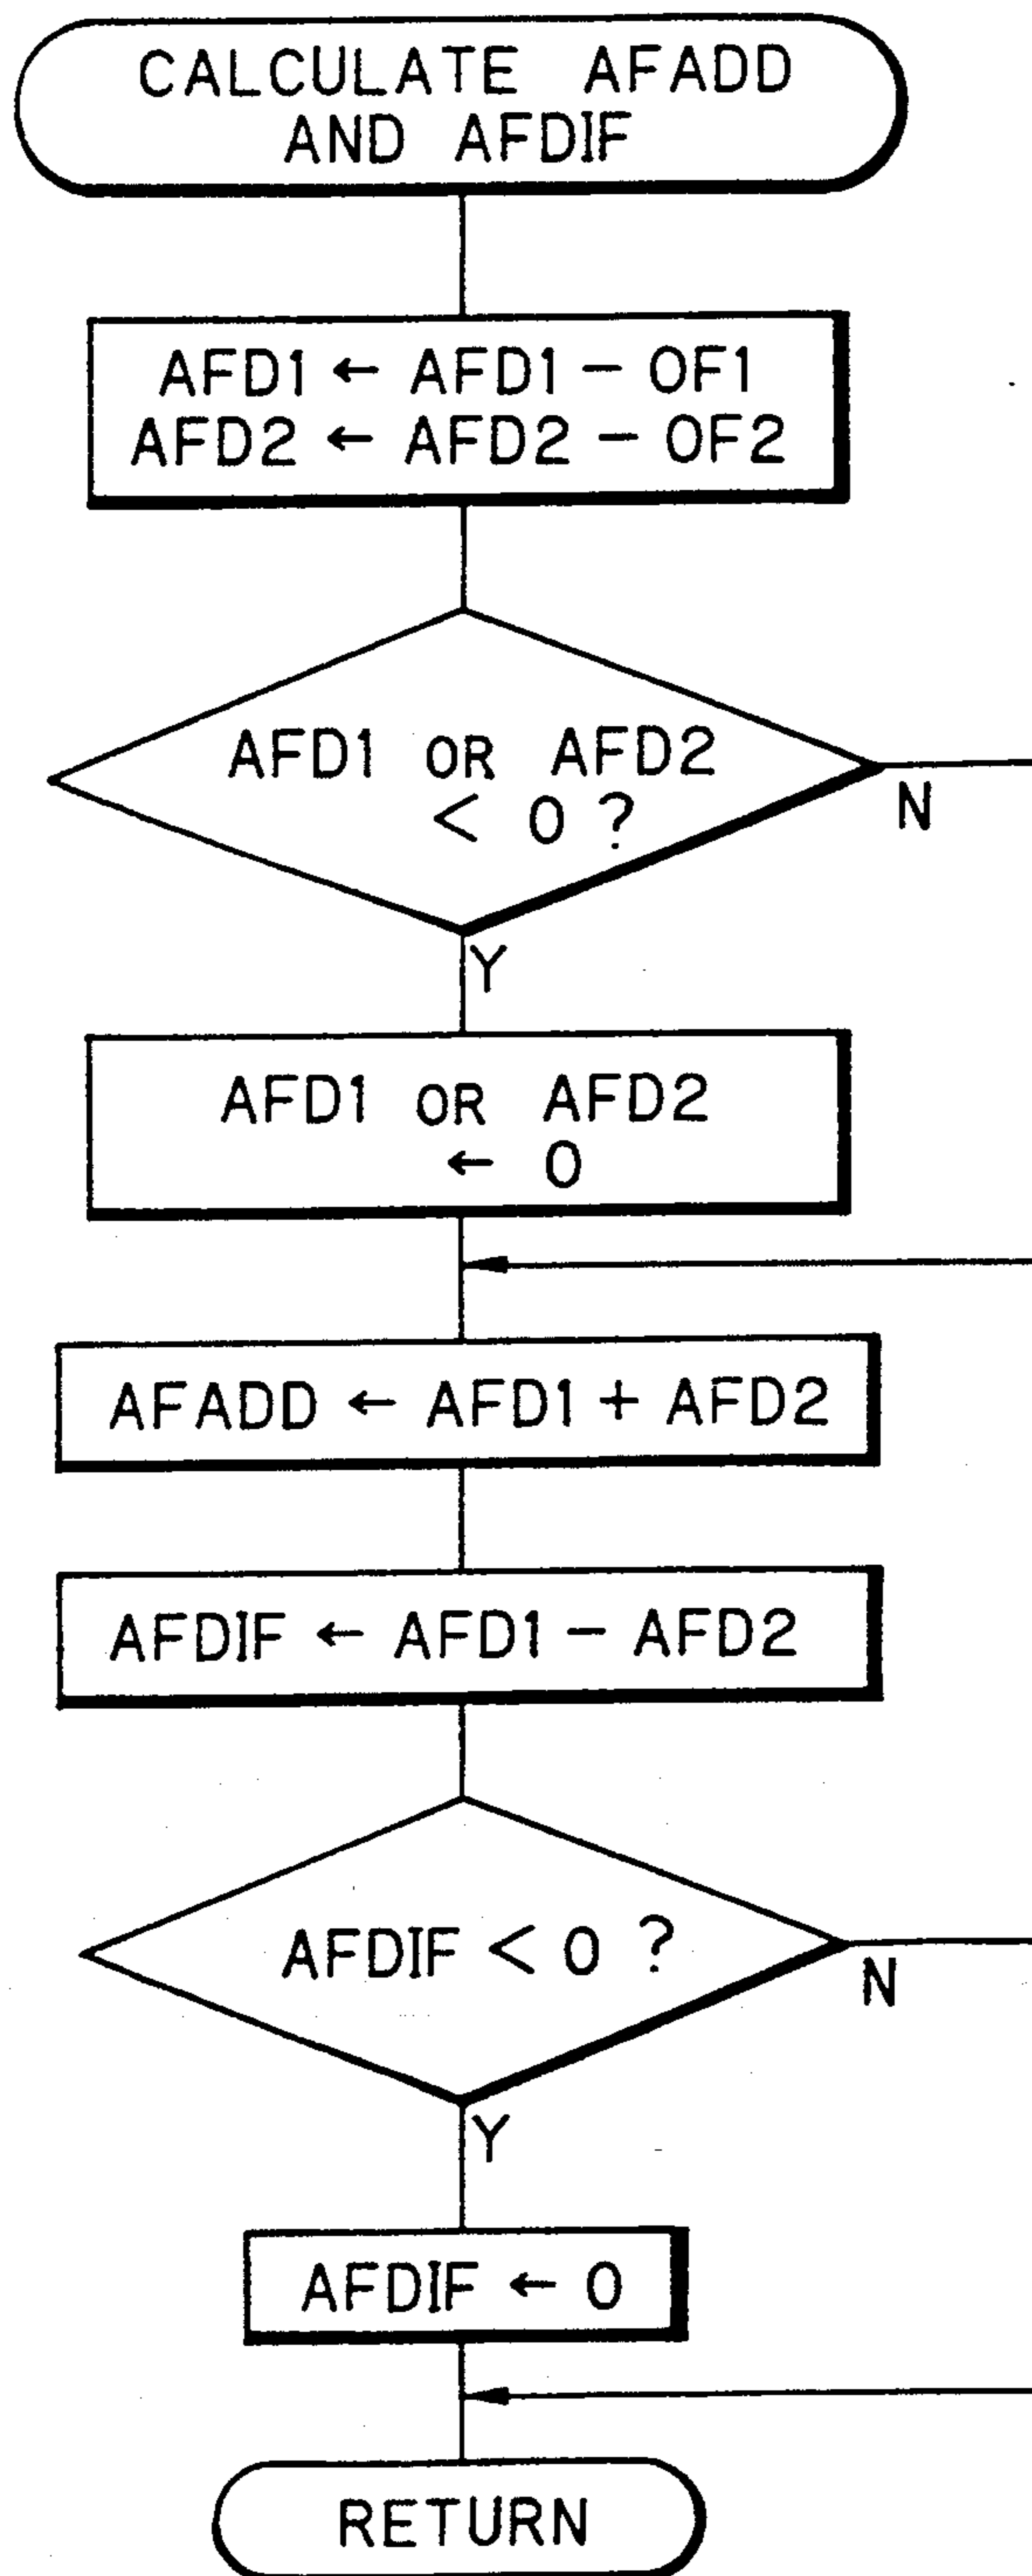 CALCULATE AFADD
AND AFDIF
AFD1 ← AFD1 - OF1
AFD2 ← AFD2 - OF2
AFD1 OR AFD2
< 0 ?
N
Y
AFD1 OR AFD2
← 0
AFADD ← AFD1 + AFD2
AFDIF ← AFD1 - AFD2
AFDIF < 0 ?
N
Y
AFDIF ← 0
RETURN